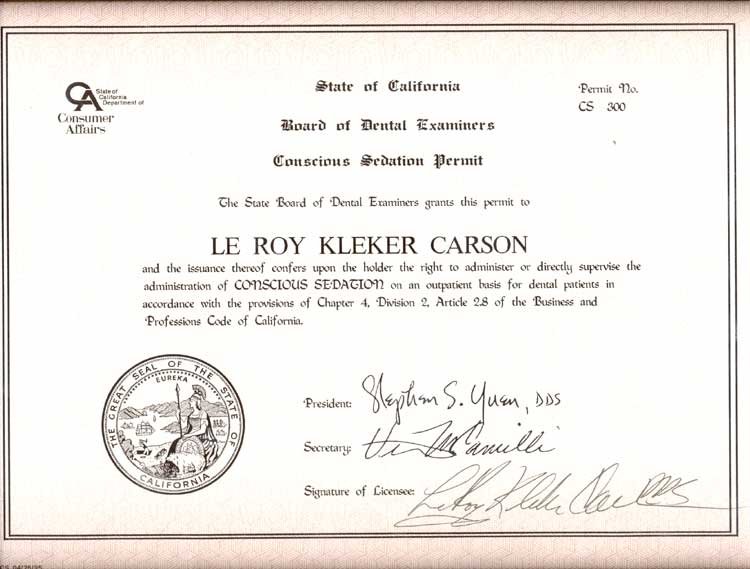 State of California
Department of
Consumer
Affairs
State of California
Permit No.
CS 300
Board of Dental Examiners
Conscious Sedation Permit
The State Board of Dental Examiners grants this permit to
LE ROY KLEKER CARSON
and the issuance thereof confers upon the holder the right to administer or directly supervise the
administration of CONSCIOUS SEDATION on an outpatient basis for dental patients in
accordance with the provisions of Chapter 4, Division 2, Article 2.8 of the Business and
Professions Code of California.
THE GREAT SEAL OF THE STATE OF CALIFORNIA
EUREKA
President: Stephen S. Yuen, DDS
Secretary:
Signature of Licensee: LeRoy Kleker